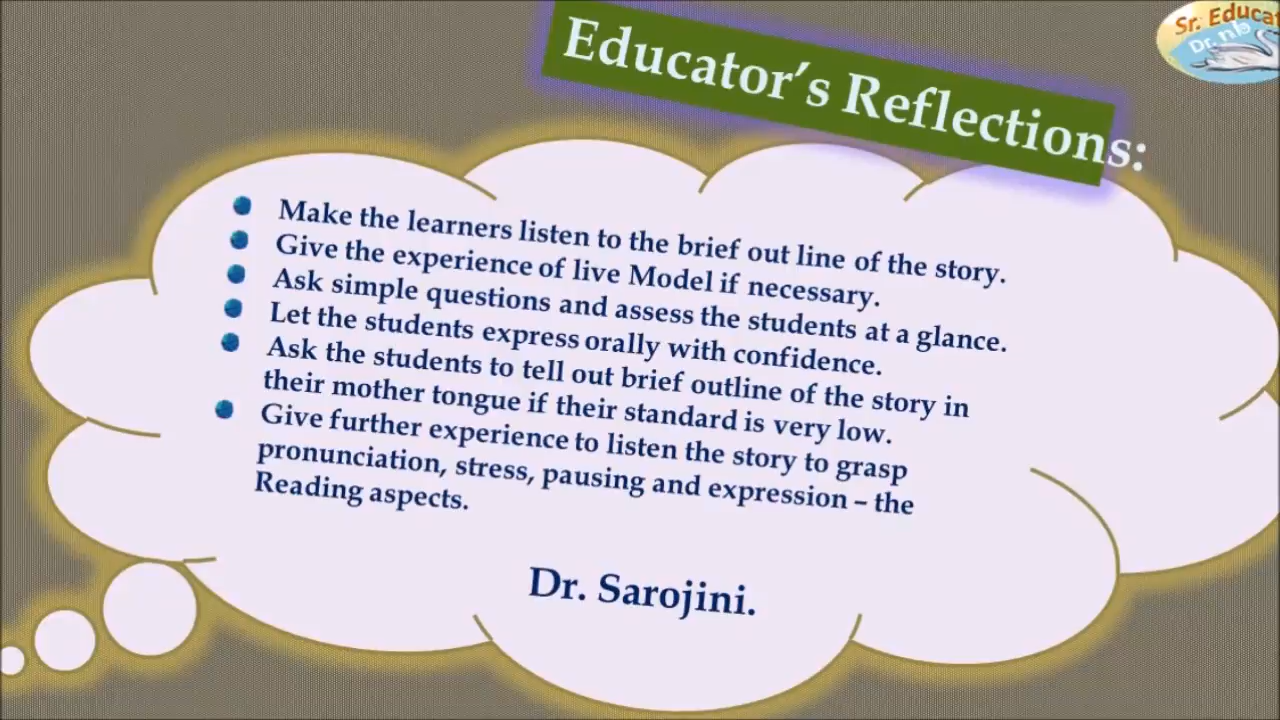 Educator’s Reflections:
Sr. Educat
Dr. nb
Make the learners listen to the brief out line of the story.
Give the experience of live Model if necessary.
Ask simple questions and assess the students at a glance.
Let the students express orally with confidence.
Ask the students to tell out brief outline of the story in
their mother tongue if their standard is very low.
Give further experience to listen the story to grasp
pronunciation, stress, pausing and expression – the
Reading aspects.
Dr. Sarojini.